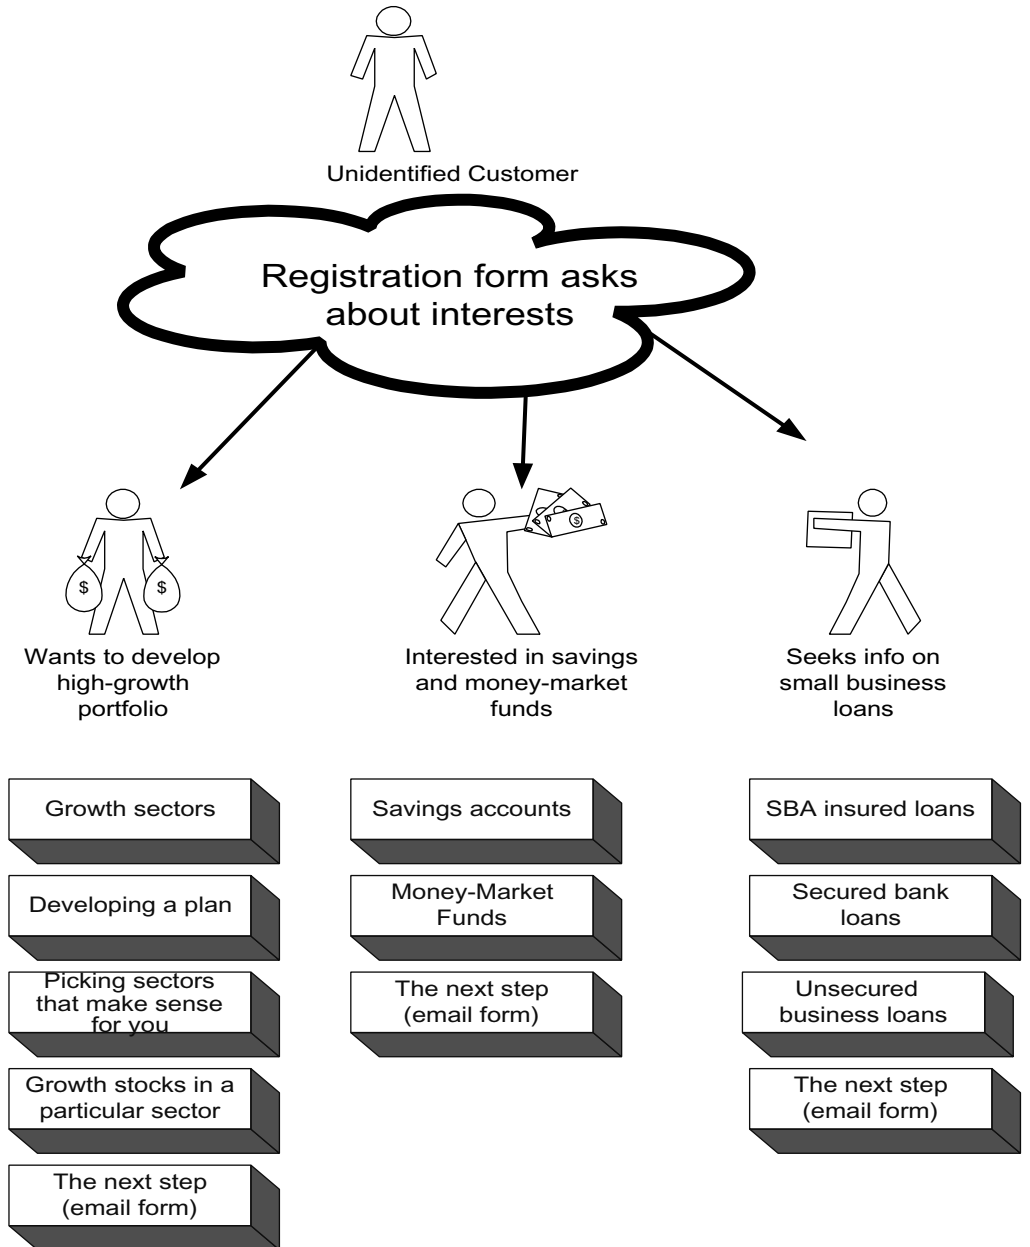 Unidentified Customer
Registration form asks
about interests
$
$
$
Wants to develop
high-growth
portfolio
Interested in savings
and money-market
funds
Seeks info on
small business
loans
Growth sectors
Developing a plan
Picking sectors
that make sense
for you
Growth stocks in a
particular sector
The next step
(email form)
Savings accounts
Money-Market
Funds
The next step
(email form)
SBA insured loans
Secured bank
loans
Unsecured
business loans
The next step
(email form)